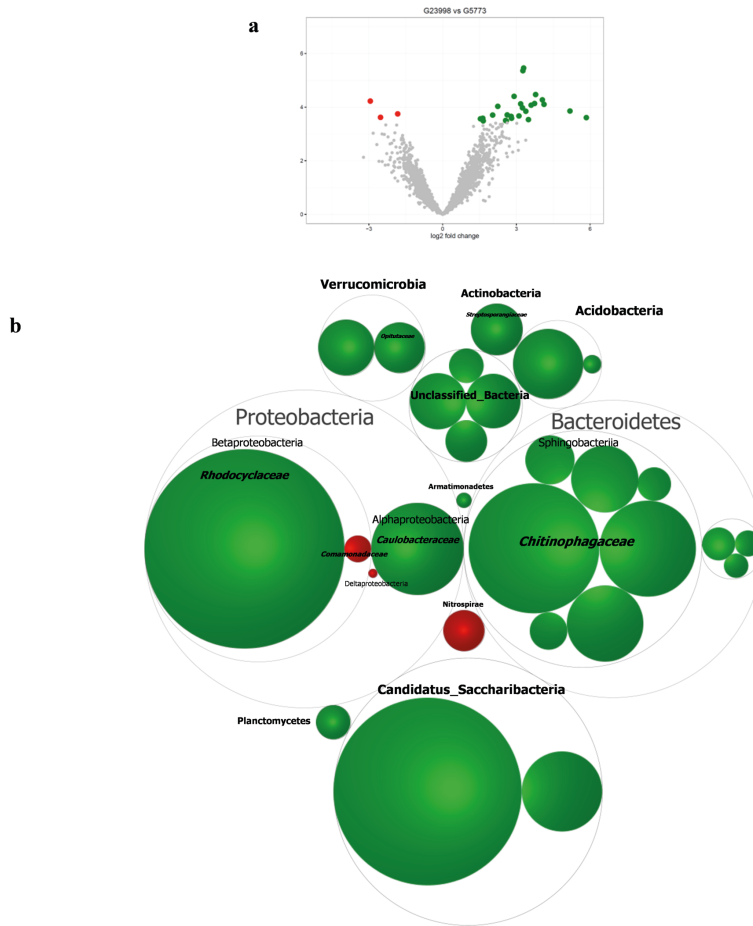 G23998 vs G5773
a
6
4
2
0
−3
0
3
6
log2 fold change
b
Verrucomicrobia
Actinobacteria
Acidobacteria
Streptosporangiaceae
Opitutaceae
Unclassified_Bacteria
Proteobacteria
Bacteroidetes
Betaproteobacteria
Sphingobacteriia
Rhodocyclaceae
Armatimonadetes
Alphaproteobacteria
Caulobacteraceae
Chitinophagaceae
Comamonadaceae
Deltaproteobacteria
Nitrospirae
Candidatus_Saccharibacteria
Planctomycetes